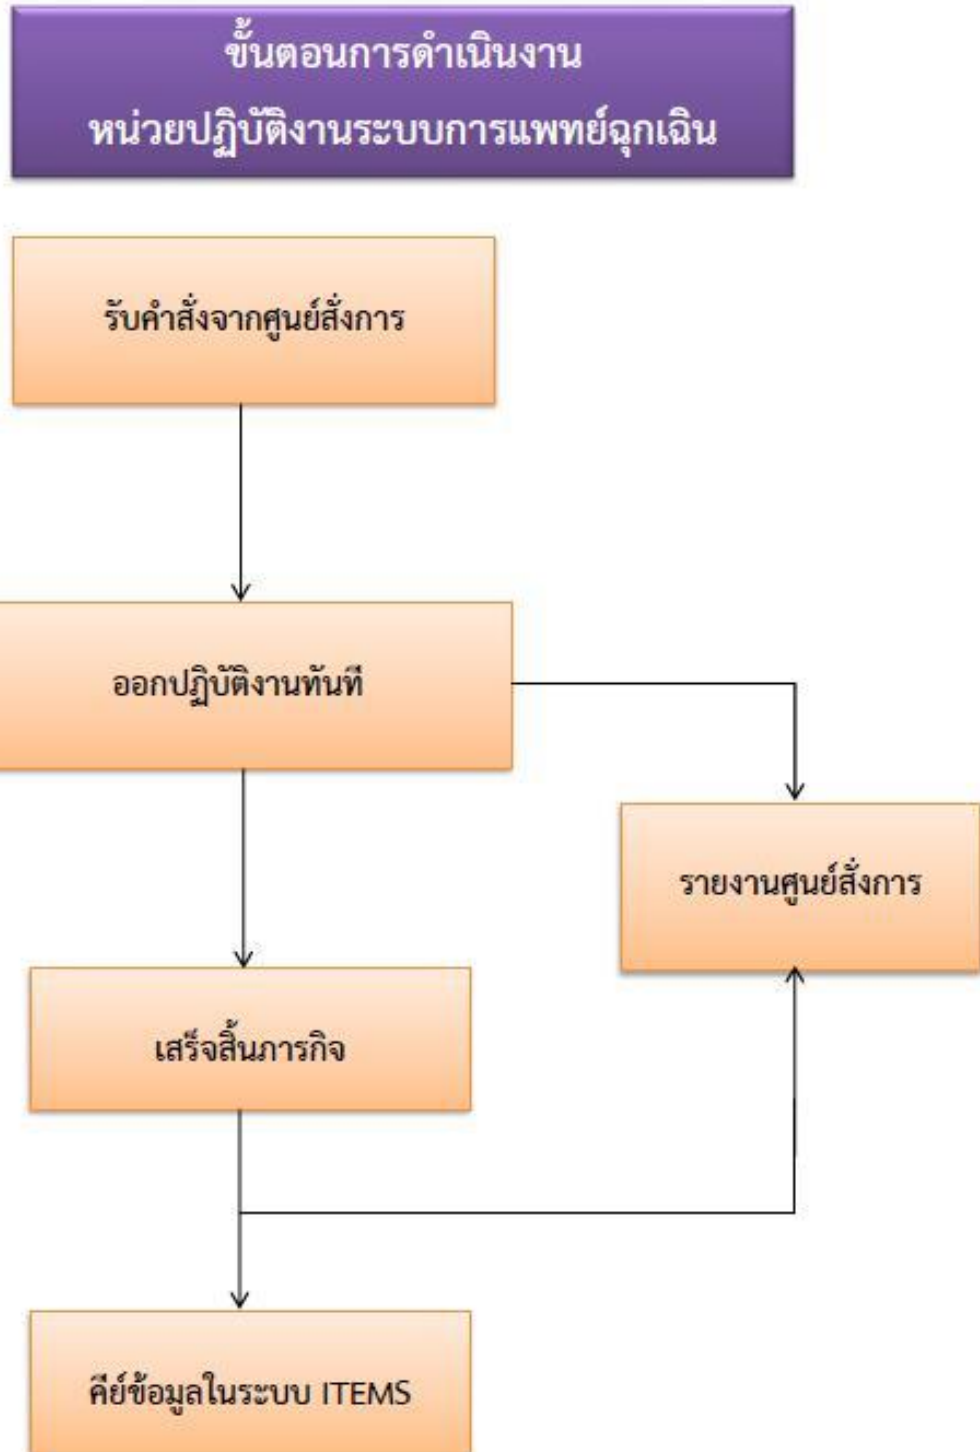 ขั้นตอนการดำเนินงาน
หน่วยปฏิบัติงานระบบการแพทย์ฉุกเฉิน
รับคำสั่งจากศูนย์สั่งการ
ออกปฏิบัติงานทันที
รายงานศูนย์สั่งการ
เสร็จสิ้นภารกิจ
คีย์ข้อมูลในระบบ ITEMS